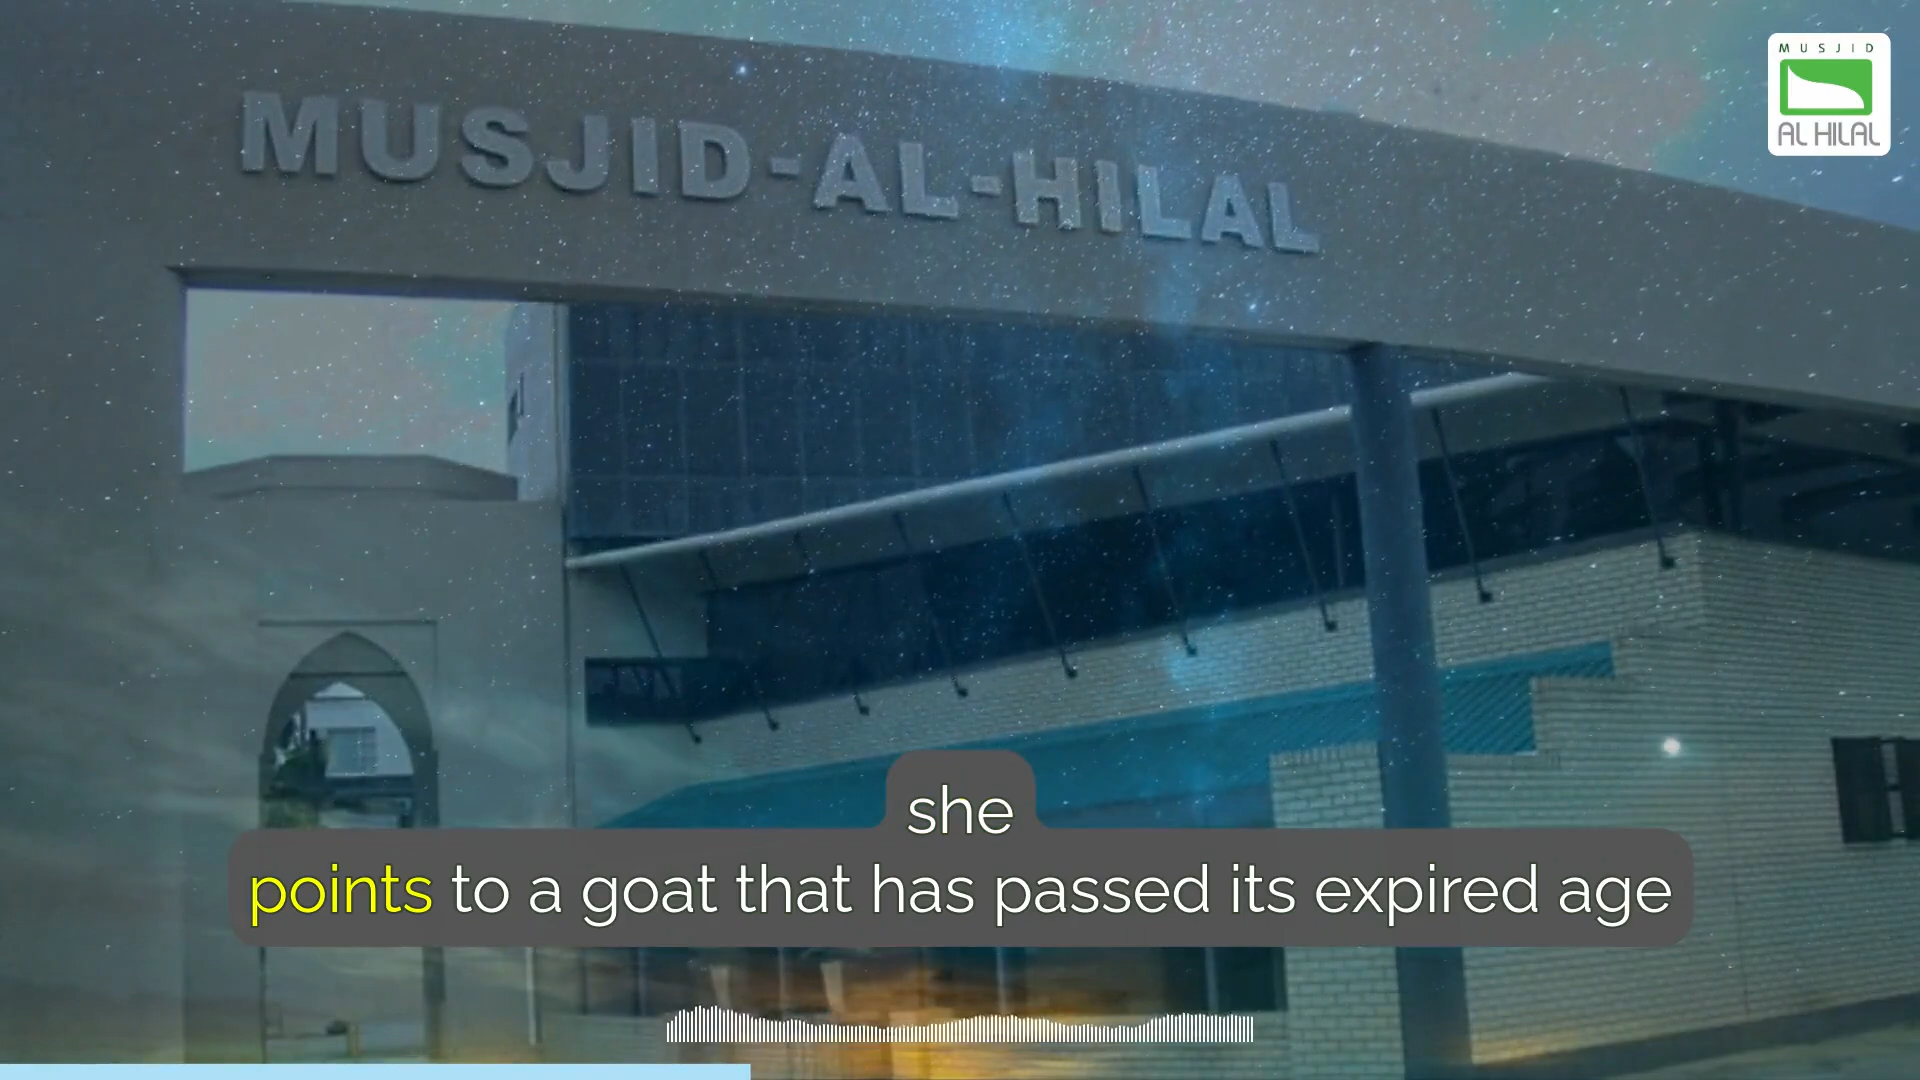 MUSJID-AL-HILAL
MUSJID
AL HILAL
she
points to a goat that has passed its expired age